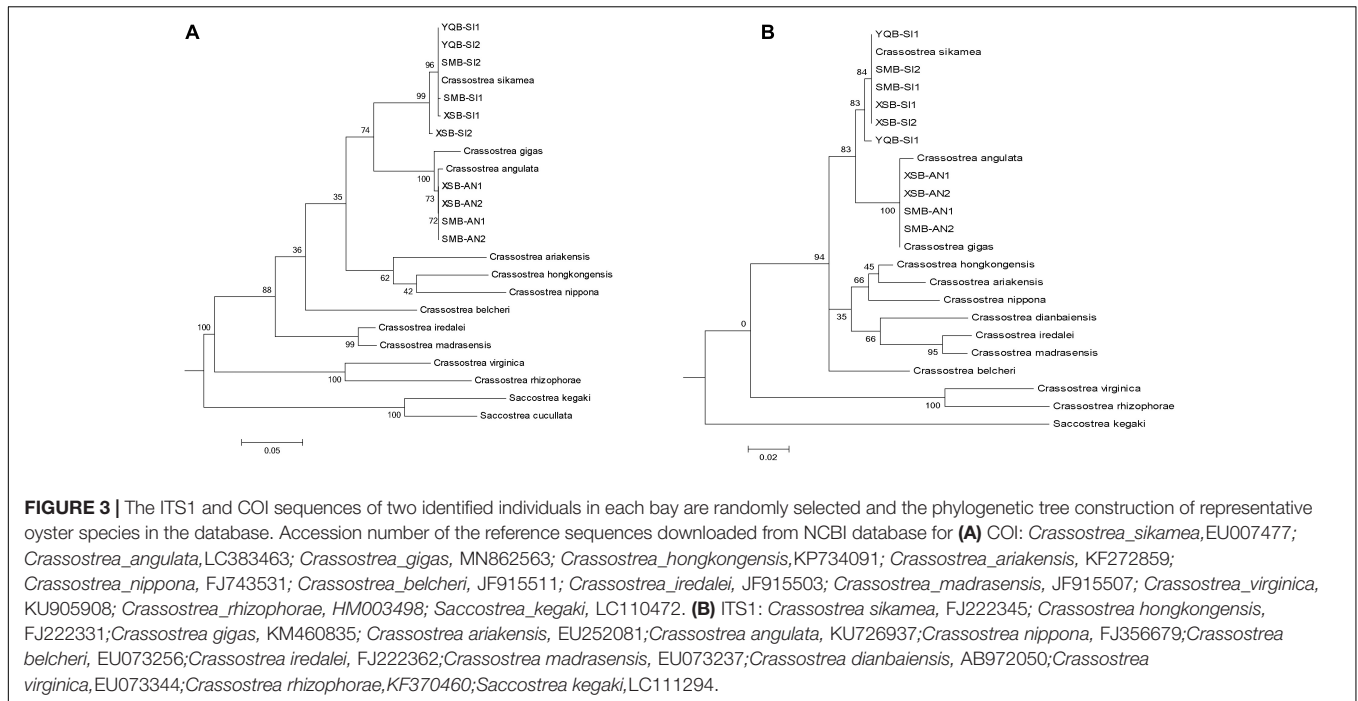 A
YQB-SI1
YQB-SI2
SMB-SI2
96
Crassostrea sikamea
99
SMB-SI1
XSB-SI1
74
XSB-SI2
Crassostrea gigas
Crassostrea angulata
100
XSB-AN1
35
73
XSB-AN2
72
SMB-AN1
SMB-AN2
36
Crassostrea ariakensis
62
Crassostrea hongkongensis
88
42
Crassostrea nippona
Crassostrea belcheri
100
Crassostrea iredalei
99
Crassostrea madrasensis
Crassostrea virginica
100
Crassostrea rhizophorae
Saccostrea kegaki
100
Saccostrea cucullata
0.05
B
YQB-SI1
Crassostrea sikamea
84
SMB-SI2
SMB-SI1
83
XSB-SI1
XSB-SI2
YQB-SI1
83
Crassostrea angulata
XSB-AN1
XSB-AN2
100
SMB-AN1
SMB-AN2
Crassostrea gigas
94
45
Crassostrea hongkongensis
66
Crassostrea ariakensis
Crassostrea nippona
35
Crassostrea dianbaiensis
0
66
Crassostrea iredalei
95
Crassostrea madrasensis
Crassostrea belcheri
Crassostrea virginica
100
Crassostrea rhizophorae
Saccostrea kegaki
0.02
FIGURE 3 | The ITS1 and COI sequences of two identified individuals in each bay are randomly selected and the phylogenetic tree construction of representative
oyster species in the database. Accession number of the reference sequences downloaded from NCBI database for (A) COI: Crassostrea_sikamea,EU007477;
Crassostrea_angulata,LC383463; Crassostrea_gigas, MN862563; Crassostrea_hongkongensis,KP734091; Crassostrea_ariakensis, KF272859;
Crassostrea_nippona, FJ743531; Crassostrea_belcheri, JF915511; Crassostrea_iredalei, JF915503; Crassostrea_madrasensis, JF915507; Crassostrea_virginica,
KU905908; Crassostrea_rhizophorae, HM003498; Saccostrea_kegaki, LC110472. (B) ITS1: Crassostrea sikamea, FJ222345; Crassostrea hongkongensis,
FJ222331;Crassostrea gigas, KM460835; Crassostrea ariakensis, EU252081;Crassostrea angulata, KU726937;Crassostrea nippona, FJ356679;Crassostrea
belcheri, EU073256;Crassostrea iredalei, FJ222362;Crassostrea madrasensis, EU073237;Crassostrea dianbaiensis, AB972050;Crassostrea
virginica,EU073344;Crassostrea rhizophorae,KF370460;Saccostrea kegaki,LC111294.